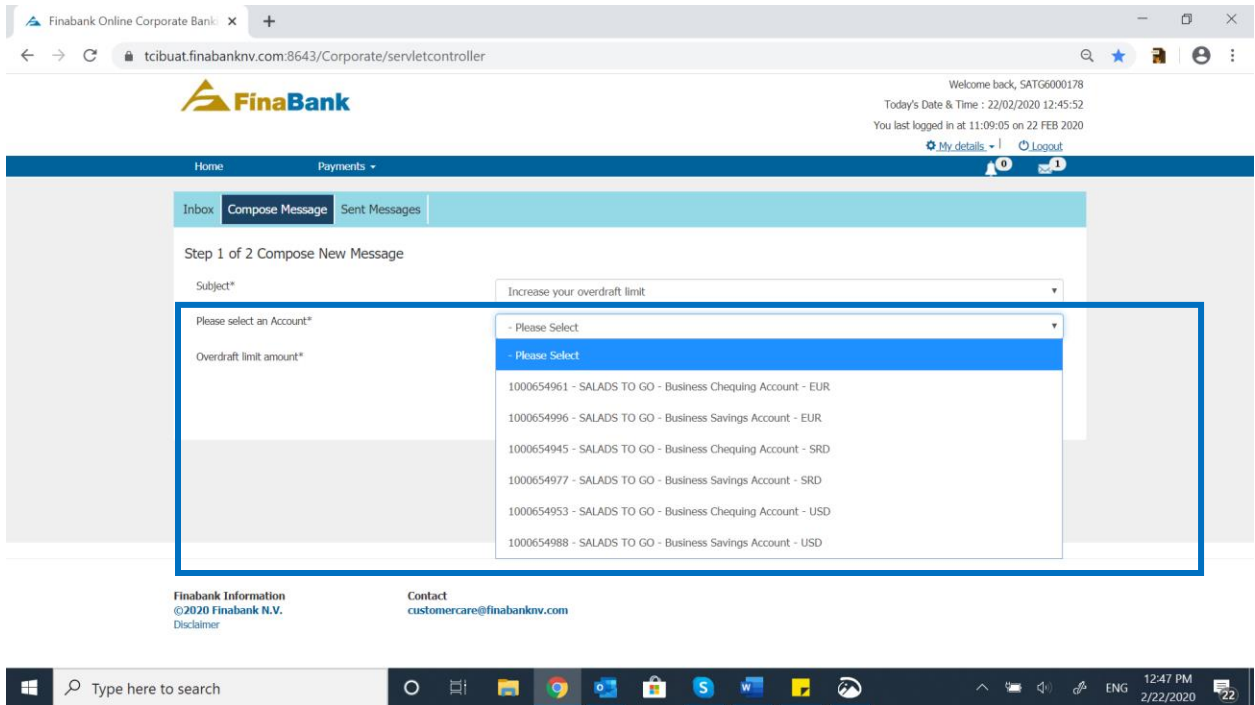 Finabank Online Corporate Bank
tcibuat.finabanknv.com:8643/Corporate/servletcontroller
FinaBank
Welcome back, SATG6000178
Today's Date & Time : 22/02/2020 12:45:52
You last logged in at 11:09:05 on 22 FEB 2020
My details | Logout
Home Payments 0 1
Inbox Compose Message Sent Messages
Step 1 of 2 Compose New Message
Subject* Increase your overdraft limit
Please select an Account* - Please Select
Overdraft limit amount* - Please Select
1000654961 - SALADS TO GO - Business Chequing Account - EUR
1000654996 - SALADS TO GO - Business Savings Account - EUR
1000654945 - SALADS TO GO - Business Chequing Account - SRD
1000654977 - SALADS TO GO - Business Savings Account - SRD
1000654953 - SALADS TO GO - Business Chequing Account - USD
1000654988 - SALADS TO GO - Business Savings Account - USD
Finabank Information Contact
©2020 Finabank N.V. customercare@finabanknv.com
Disclaimer
Type here to search ENG 12:47 PM
2/22/2020 22